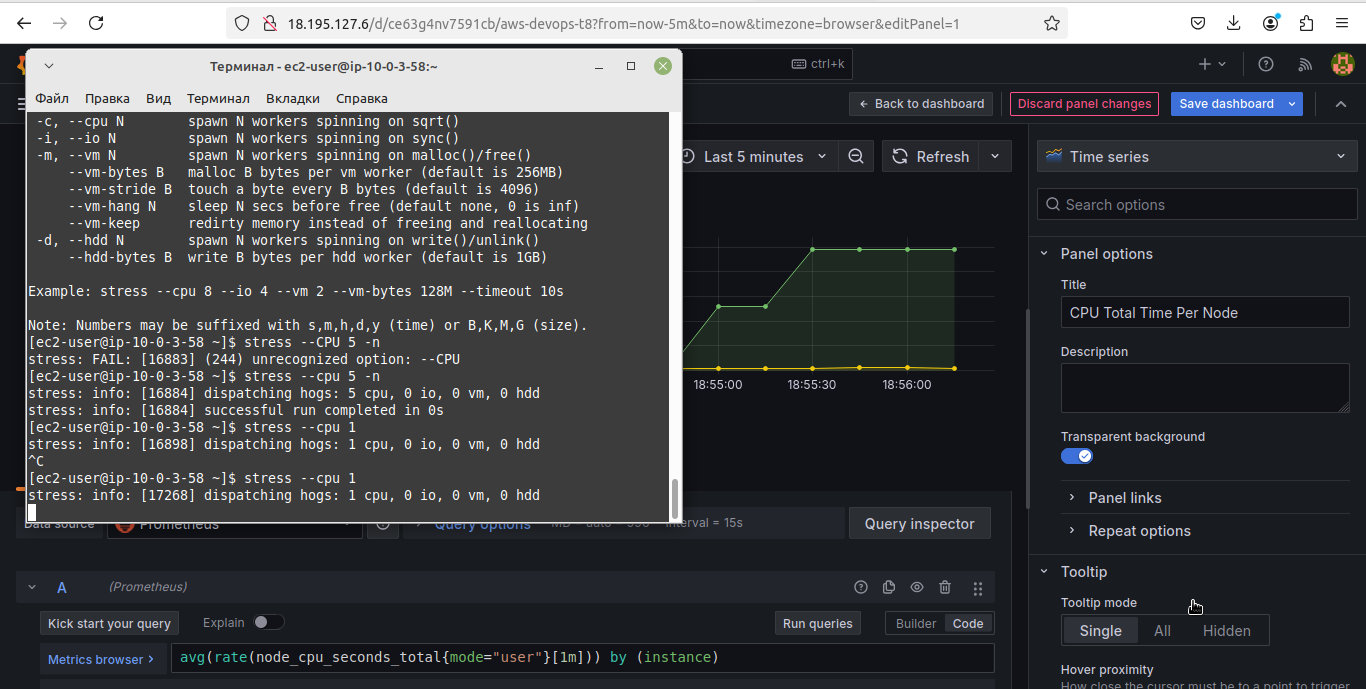 18.195.127.6/d/ce63g4nv7591cb/aws-devops-t8?from=now-5m&to=now&timezone=browser&editPanel=1
Терминал - ec2-user@ip-10-0-3-58:~
ctrl+k
Файл Правка Вид Терминал Вкладки Справка
Back to dashboard
Discard panel changes
Save dashboard
-c, --cpu N spawn N workers spinning on sqrt()
-i, --io N spawn N workers spinning on sync()
-m, --vm N spawn N workers spinning on malloc()/free()
--vm-bytes B malloc B bytes per vm worker (default is 256MB)
--vm-stride B touch a byte every B bytes (default is 4096)
--vm-hang N sleep N secs before free (default none, 0 is inf)
--vm-keep redirty memory instead of freeing and reallocating
-d, --hdd N spawn N workers spinning on write()/unlink()
--hdd-bytes B write B bytes per hdd worker (default is 1GB)
Example: stress --cpu 8 --io 4 --vm 2 --vm-bytes 128M --timeout 10s
Note: Numbers may be suffixed with s,m,h,d,y (time) or B,K,M,G (size).
[ec2-user@ip-10-0-3-58 ~]$ stress --CPU 5 -n
stress: FAIL: [16883] (244) unrecognized option: --CPU
[ec2-user@ip-10-0-3-58 ~]$ stress --cpu 5 -n
stress: info: [16884] dispatching hogs: 5 cpu, 0 io, 0 vm, 0 hdd
stress: info: [16884] successful run completed in 0s
[ec2-user@ip-10-0-3-58 ~]$ stress --cpu 1
stress: info: [16898] dispatching hogs: 1 cpu, 0 io, 0 vm, 0 hdd
^C
[ec2-user@ip-10-0-3-58 ~]$ stress --cpu 1
stress: info: [17268] dispatching hogs: 1 cpu, 0 io, 0 vm, 0 hdd
Last 5 minutes
Refresh
18:55:00 18:55:30 18:56:00
Time series
Search options
Panel options
Title
CPU Total Time Per Node
Description
Transparent background
Panel links
Repeat options
Tooltip
Tooltip mode
Single All Hidden
Hover proximity
How close the cursor must be to a point to trigger
Data source
Prometheus
Query options
interval = 15s
Query inspector
A (Prometheus)
Kick start your query
Explain
Run queries
Builder Code
Metrics browser >
avg(rate(node_cpu_seconds_total{mode="user"}[1m])) by (instance)